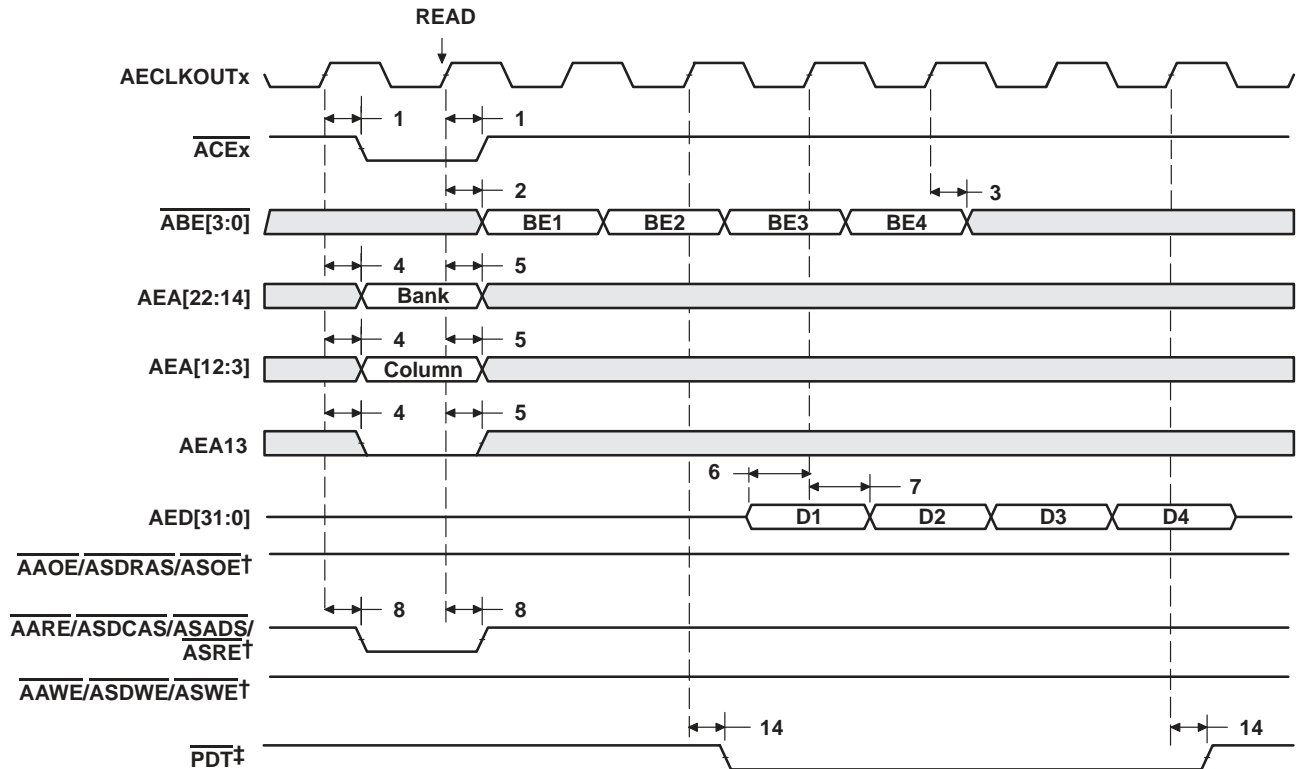 READ
AECLKOUTx
1 1
ACEx
2 3
ABE[3:0] BE1 BE2 BE3 BE4
4 5
AEA[22:14] Bank
4 5
AEA[12:3] Column
4 5
AEA13
6 7
AED[31:0] D1 D2 D3 D4
AAOE/ASDRAS/ASOE†
8 8
AARE/ASDCAS/ASADS/
ASRE†
AAWE/ASDWE/ASWE†
14 14
PDT‡